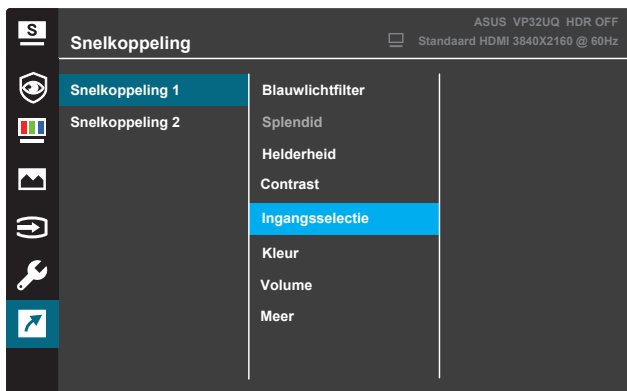 S
ASUS VP32UQ HDR OFF
Snelkoppeling
Standaard HDMI 3840X2160 @ 60Hz
Snelkoppeling 1
Blauwlichtfilter
Snelkoppeling 2
Splendid
Helderheid
Contrast
Ingangsselectie
Kleur
Volume
Meer